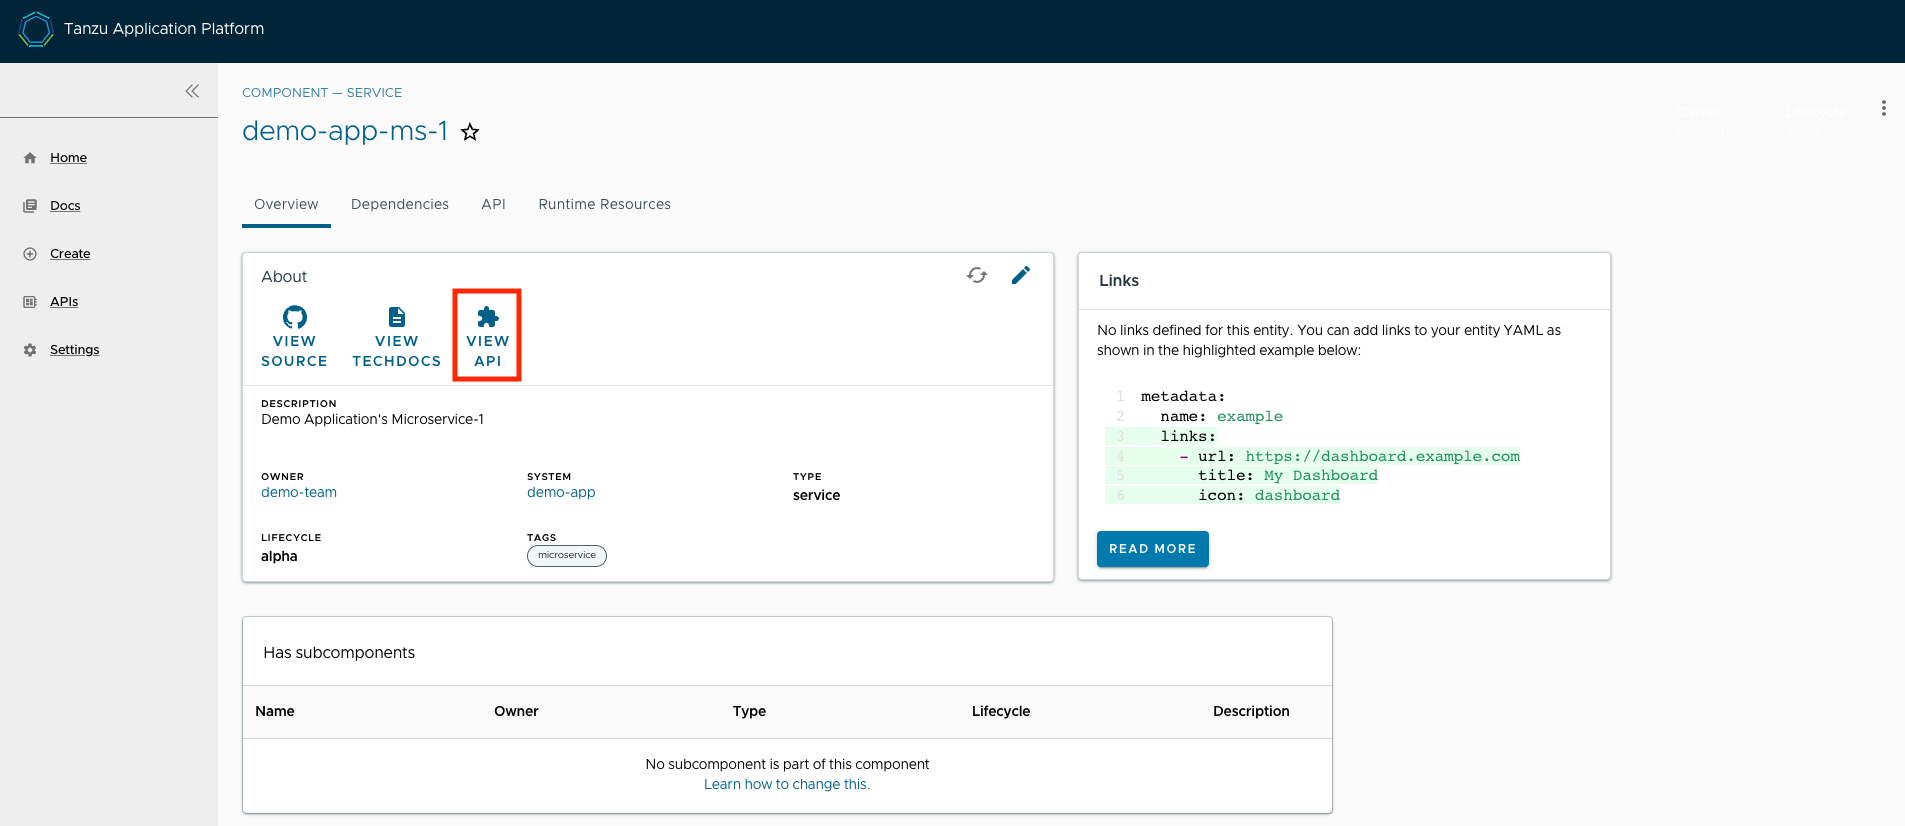 Tanzu Application Platform
Home
Docs
Create
APIs
Settings
COMPONENT — SERVICE
demo-app-ms-1
Owner
Lifecycle
Overview
Dependencies
API
Runtime Resources
About
VIEW
SOURCE
VIEW
TECHDOCS
VIEW
API
DESCRIPTION
Demo Application's Microservice-1
OWNER
demo-team
SYSTEM
demo-app
TYPE
service
LIFECYCLE
alpha
TAGS
microservice
Links
No links defined for this entity. You can add links to your entity YAML as
shown in the highlighted example below:
1 metadata:
2 name: example
3 links:
4 - url: https://dashboard.example.com
5 title: My Dashboard
6 icon: dashboard
READ MORE
Has subcomponents
Name Owner Type Lifecycle Description
No subcomponent is part of this component
Learn how to change this.